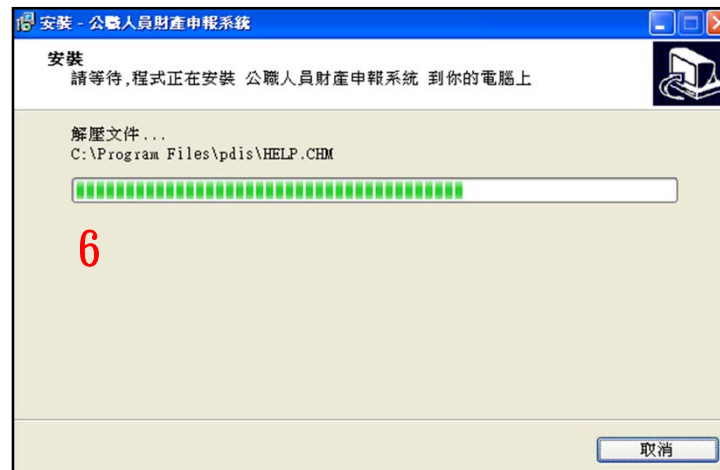 安裝 - 公職人員財產申報系統
安裝
請等待,程式正在安裝 公職人員財產申報系統 到你的電腦上
解壓文件...
C:\Program Files\pdis\HELP.CHM
6
取消